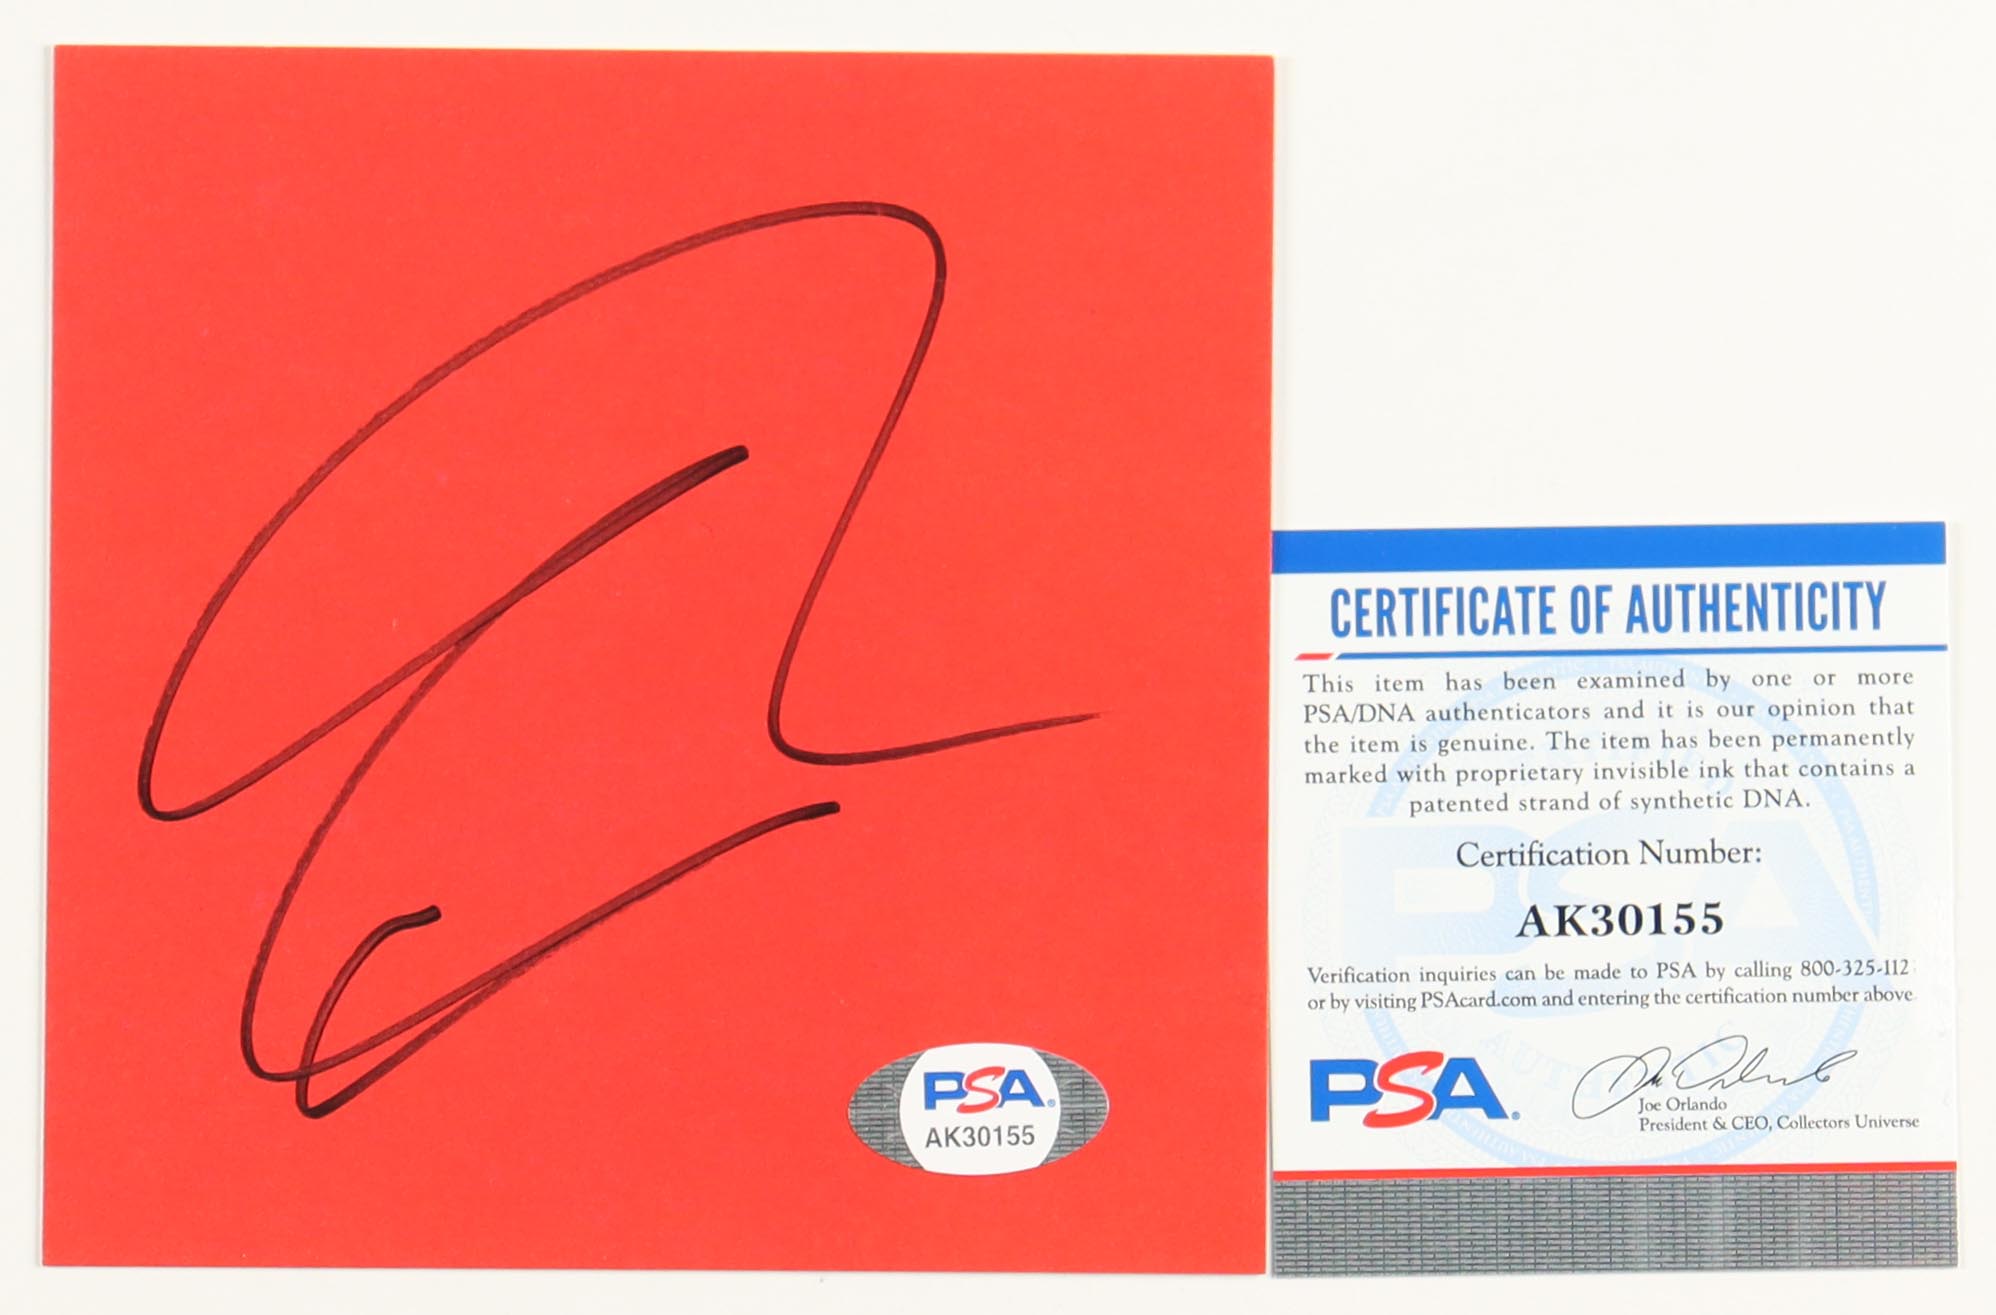 PSA®
AK30155
CERTIFICATE OF AUTHENTICITY
This item has been examined by one or more
PSA/DNA authenticators and it is our opinion that
the item is genuine. The item has been permanently
marked with proprietary invisible ink that contains a
patented strand of synthetic DNA.
Certification Number:
AK30155
Verification inquiries can be made to PSA by calling 800-325-112
or by visiting PSAcard.com and entering the certification number above
PSA®
Joe Orlando
President & CEO, Collectors Universe